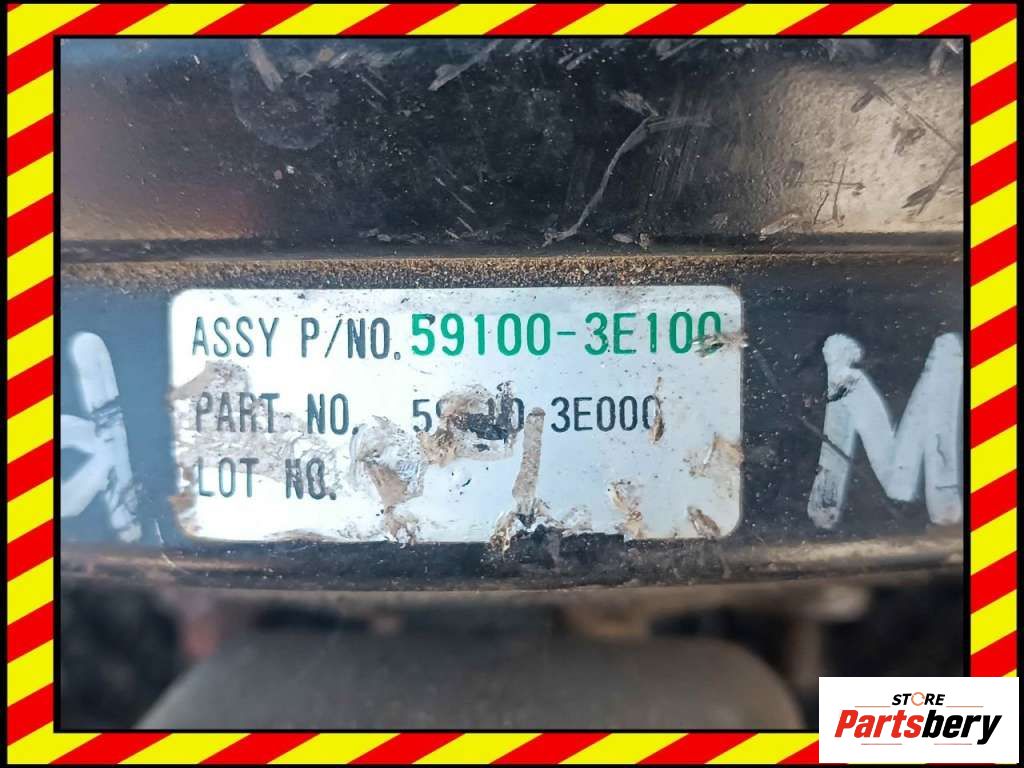 ASSY P/NO. 59100-3E100
PART NO. 3E000
LOT NO.
M
STORE
Partsbery